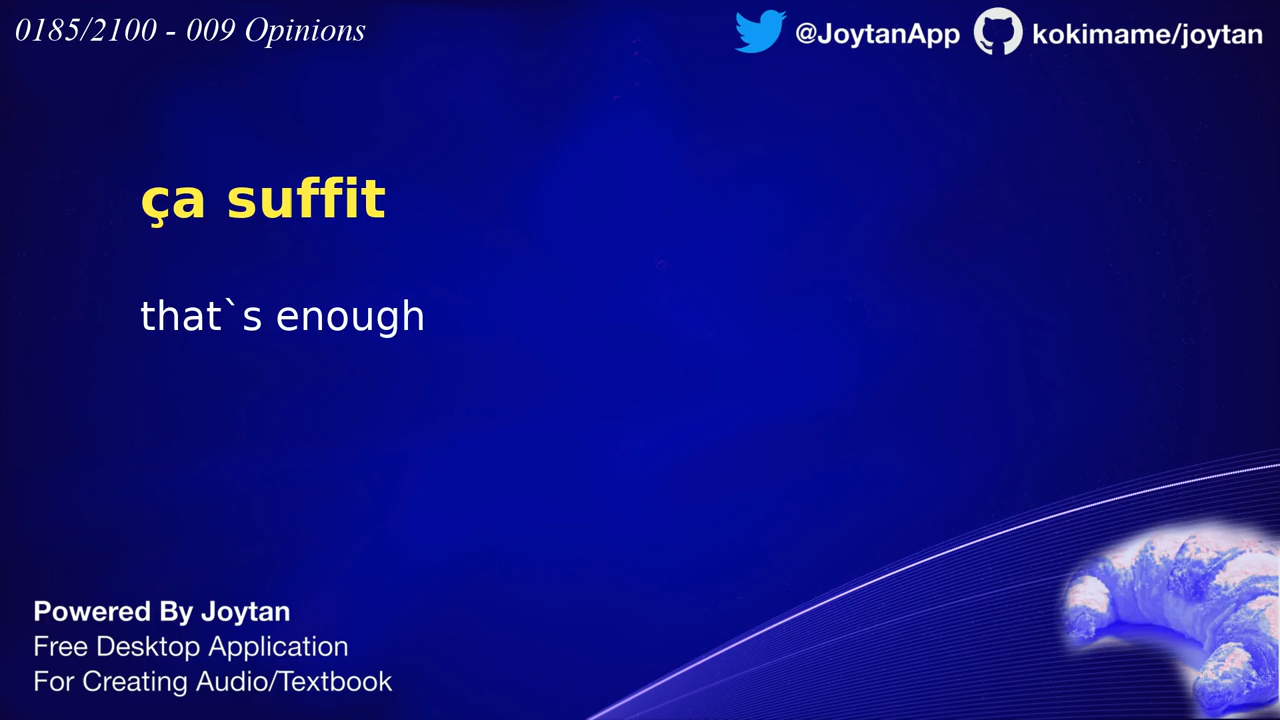 0185/2100 - 009 Opinions
@JoytanApp kokimame/joytan
ça suffit
that`s enough
Powered By Joytan
Free Desktop Application
For Creating Audio/Textbook